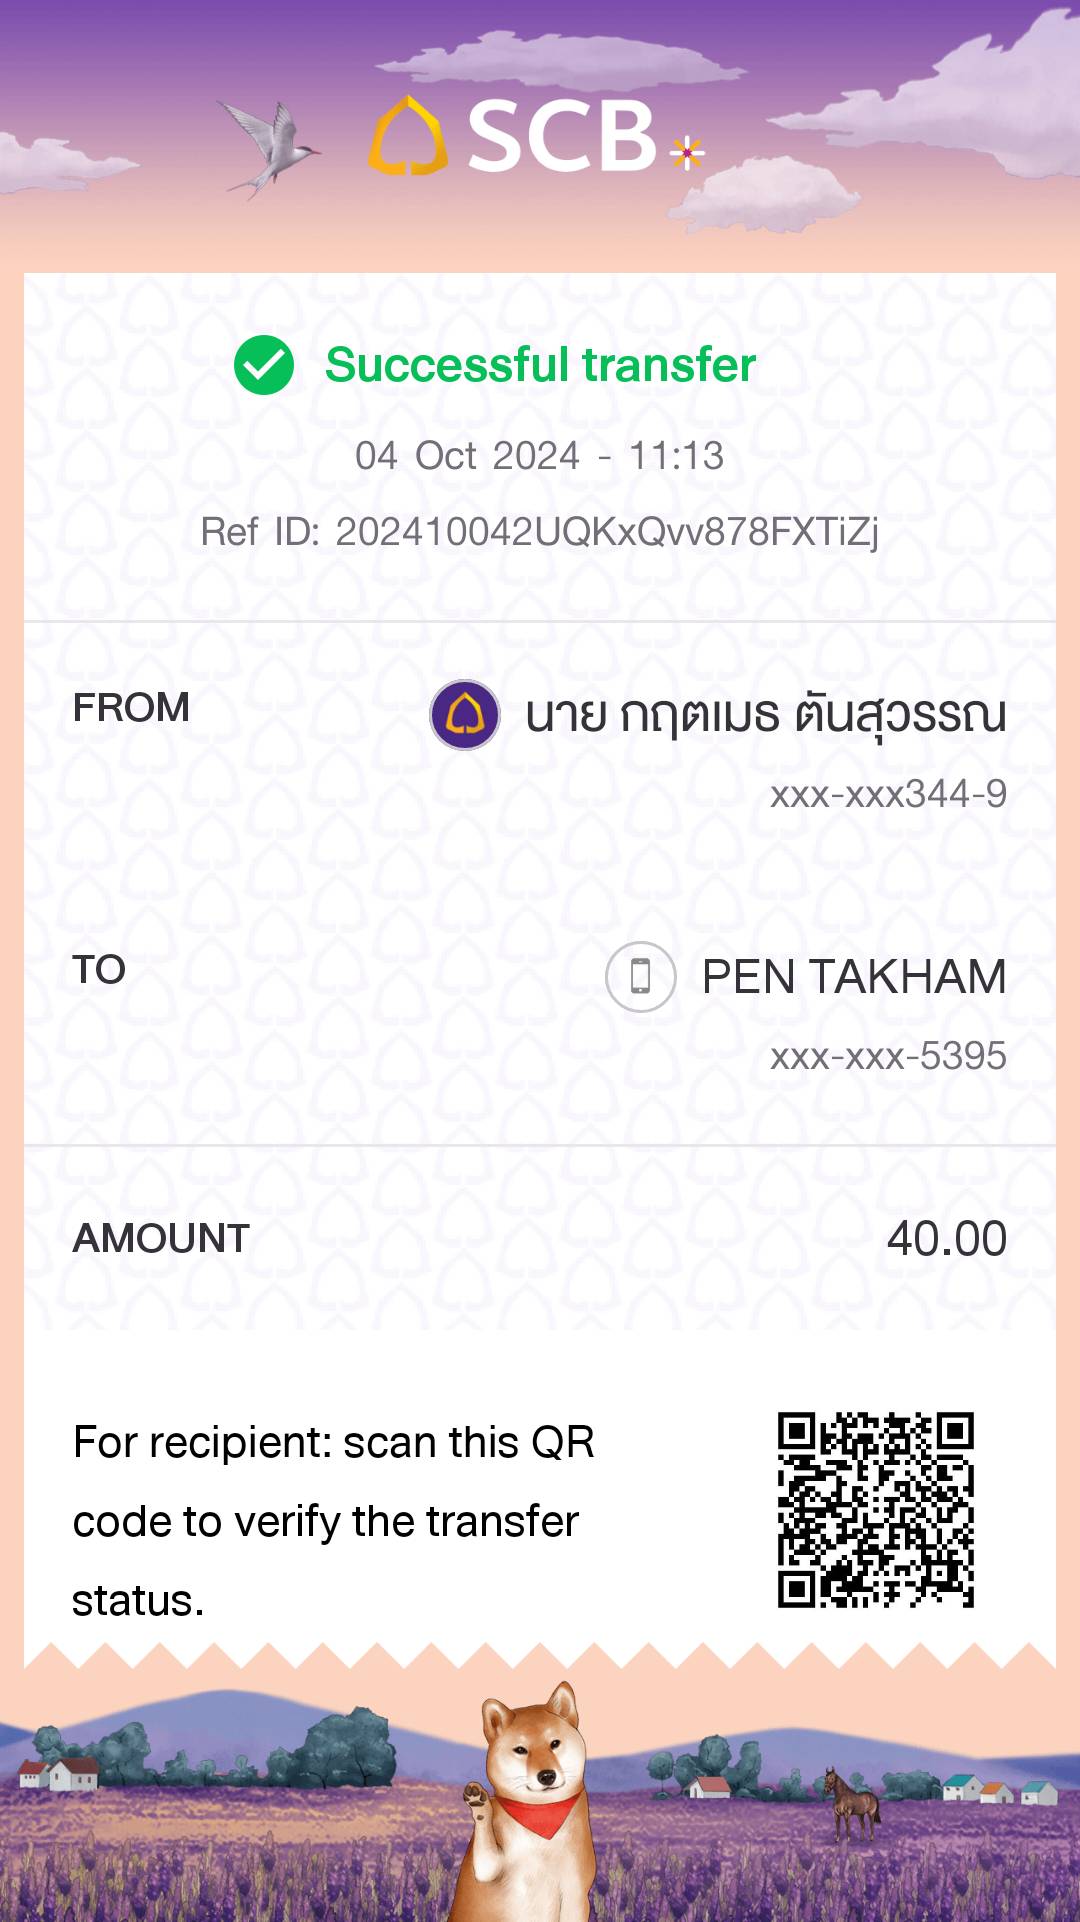 SCB
Successful transfer
04 Oct 2024 - 11:13
Ref ID: 202410042UQKxQvv878FXTiZj
FROM
นาย กฤตเมธ ตันสุวรรณ
xxx-xxx344-9
TO
PEN TAKHAM
xxx-xxx-5395
AMOUNT
40.00
For recipient: scan this QR
code to verify the transfer
status.